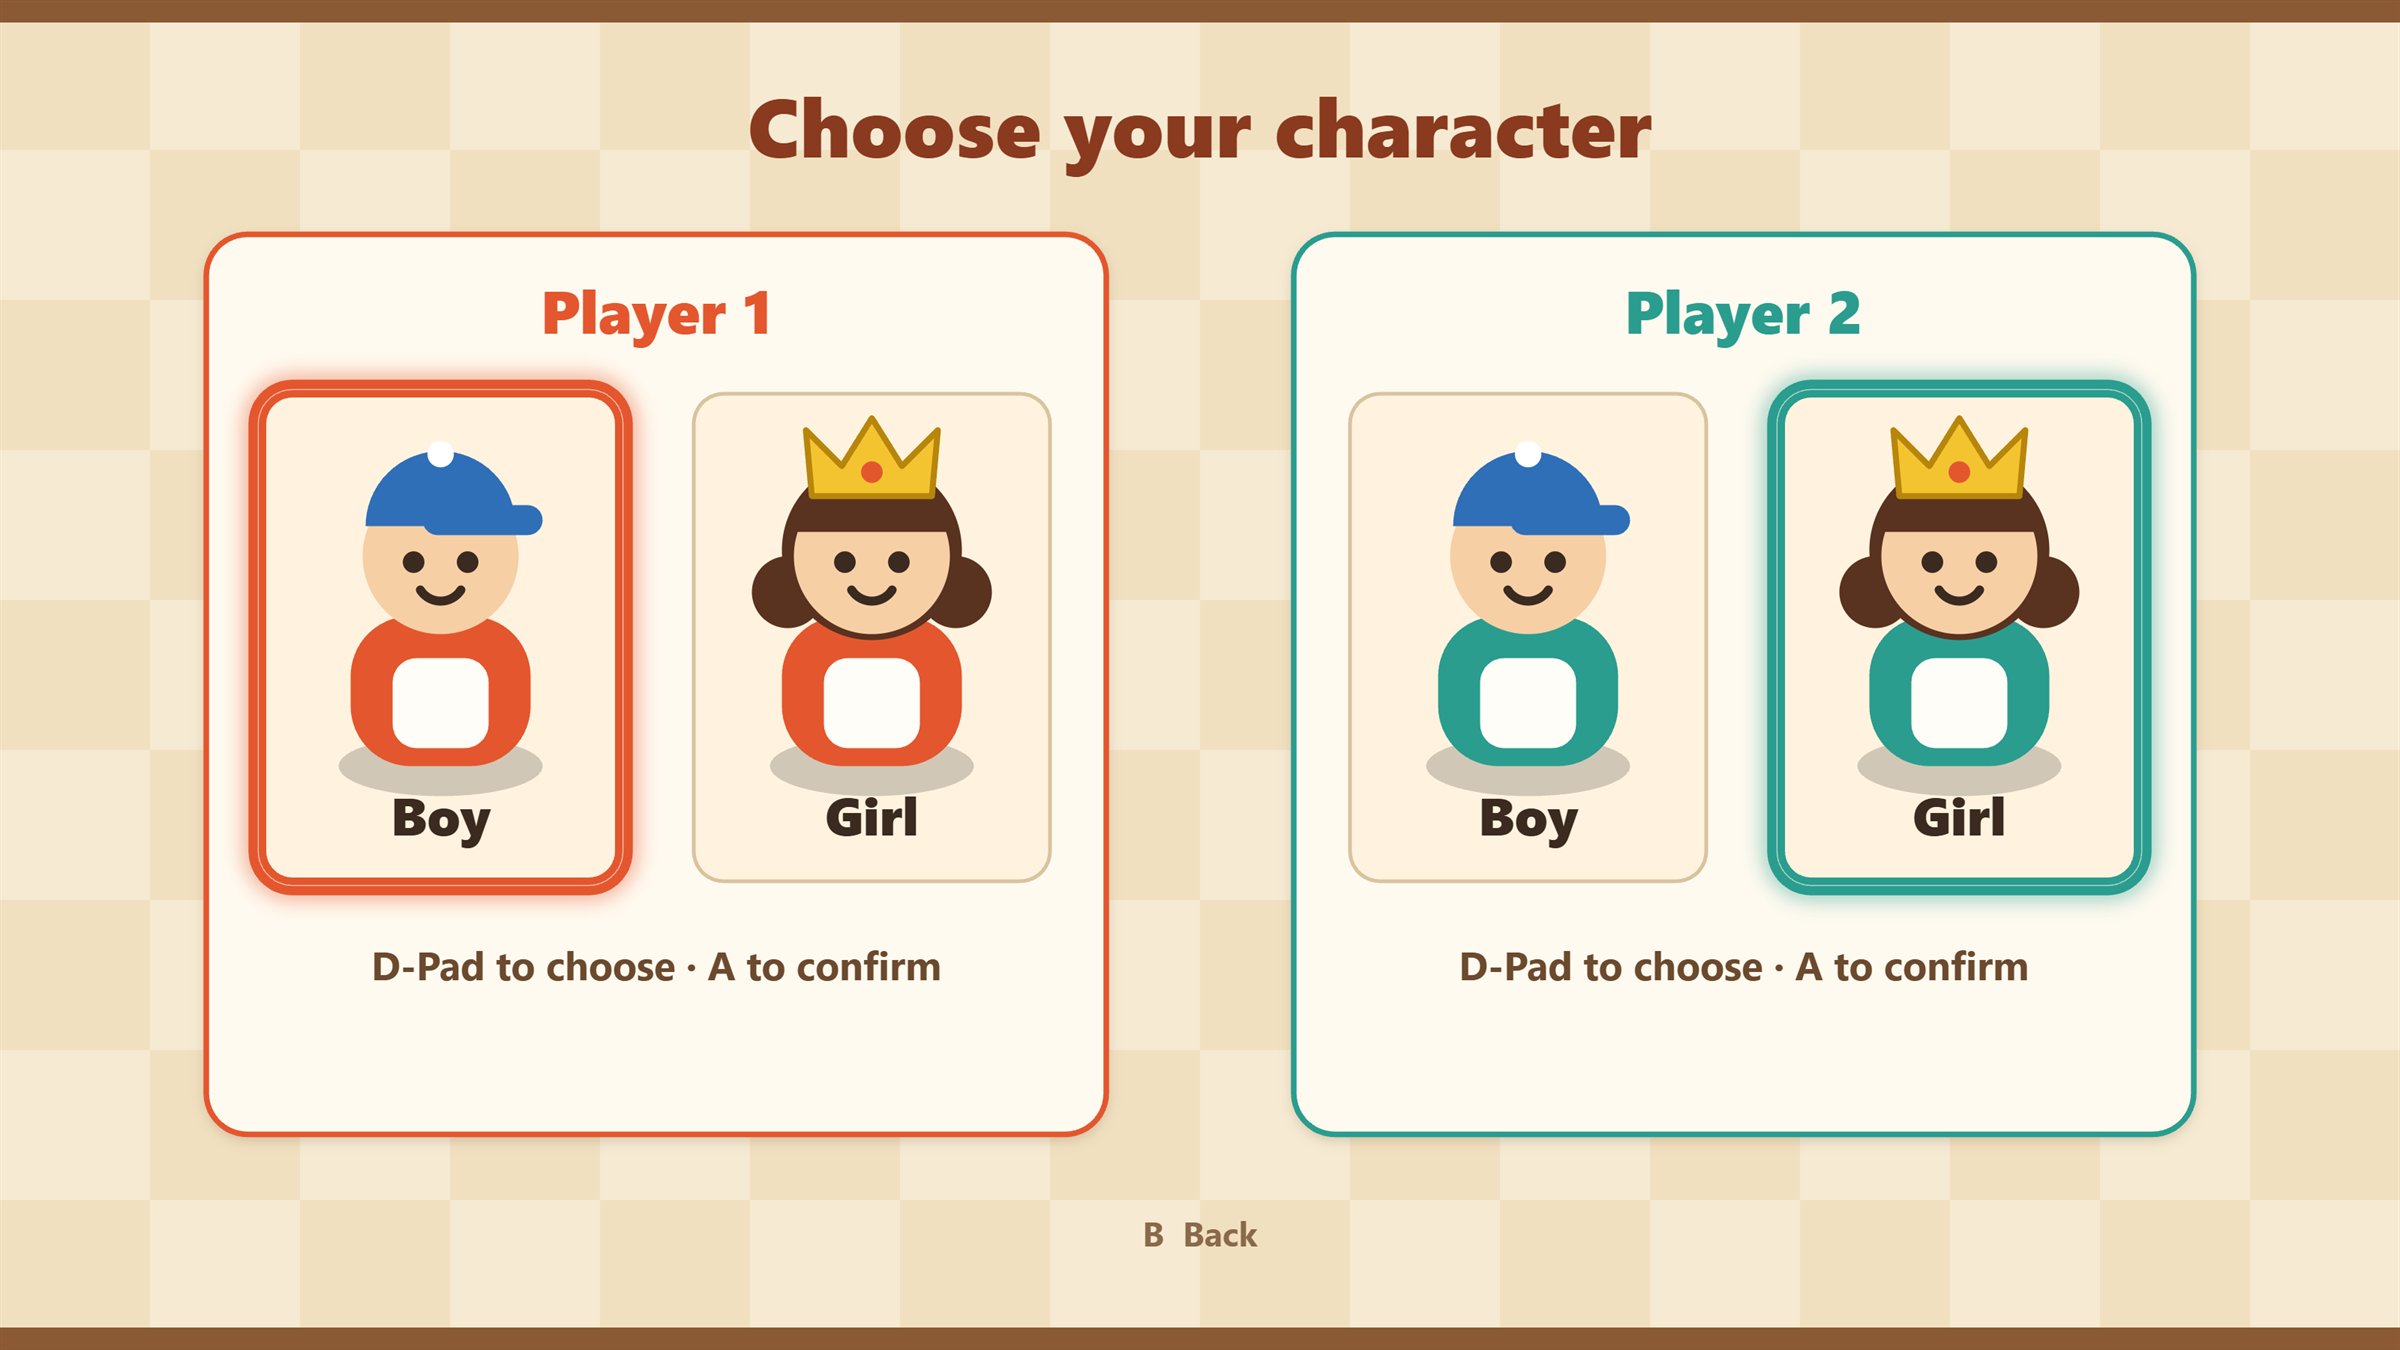 Choose your character
Player 1
Boy
Girl
D-Pad to choose · A to confirm
Player 2
Boy
Girl
D-Pad to choose · A to confirm
B Back